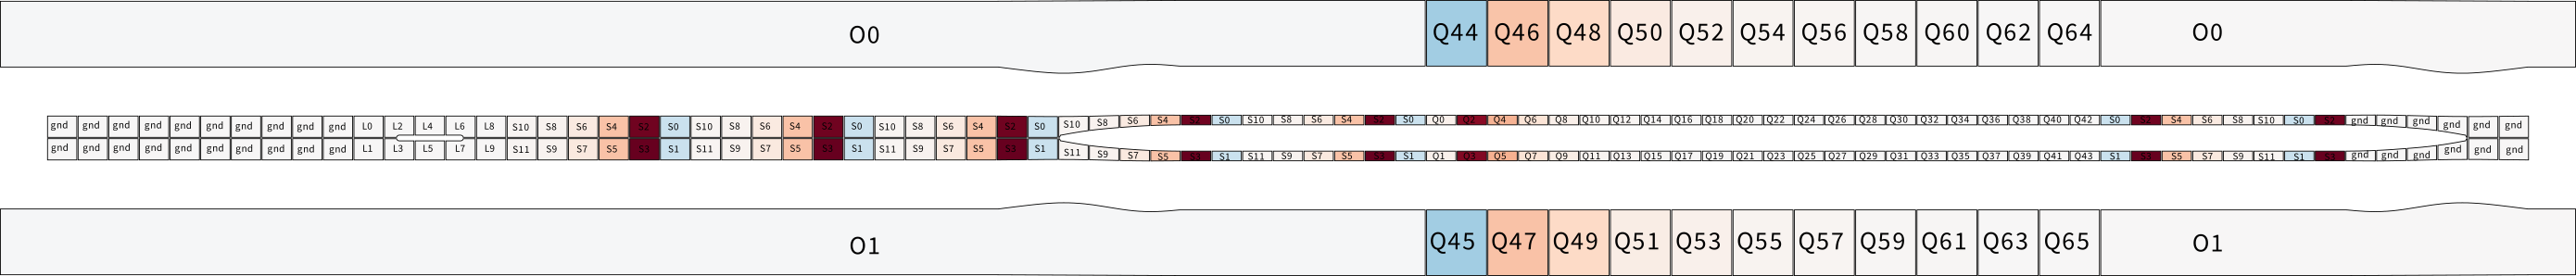 O0 Q44 Q46 Q48 Q50 Q52 Q54 Q56 Q58 Q60 Q62 Q64 O0
gnd gnd gnd gnd gnd gnd gnd gnd gnd gnd L0 L2 L4 L6 L8 S10 S8 S6 S4 S2 S0 S10 S8 S6 S4 S2 S0 S10 S8 S6 S4 S2 S0 S10 S8 S6 S4 S2 S0 S10 S8 S6 S4 S2 S0 Q0 Q2 Q4 Q6 Q8 Q10 Q12 Q14 Q16 Q18 Q20 Q22 Q24 Q26 Q28 Q30 Q32 Q34 Q36 Q38 Q40 Q42 S0 S2 S4 S6 S8 S10 S0 S2 gnd gnd gnd gnd gnd gnd
gnd gnd gnd gnd gnd gnd gnd gnd gnd gnd L1 L3 L5 L7 L9 S11 S9 S7 S5 S3 S1 S11 S9 S7 S5 S3 S1 S11 S9 S7 S5 S3 S1 S11 S9 S7 S5 S3 S1 S11 S9 S7 S5 S3 S1 Q1 Q3 Q5 Q7 Q9 Q11 Q13 Q15 Q17 Q19 Q21 Q23 Q25 Q27 Q29 Q31 Q33 Q35 Q37 Q39 Q41 Q43 S1 S3 S5 S7 S9 S11 S1 S3 gnd gnd gnd gnd gnd gnd
O1 Q45 Q47 Q49 Q51 Q53 Q55 Q57 Q59 Q61 Q63 Q65 O1